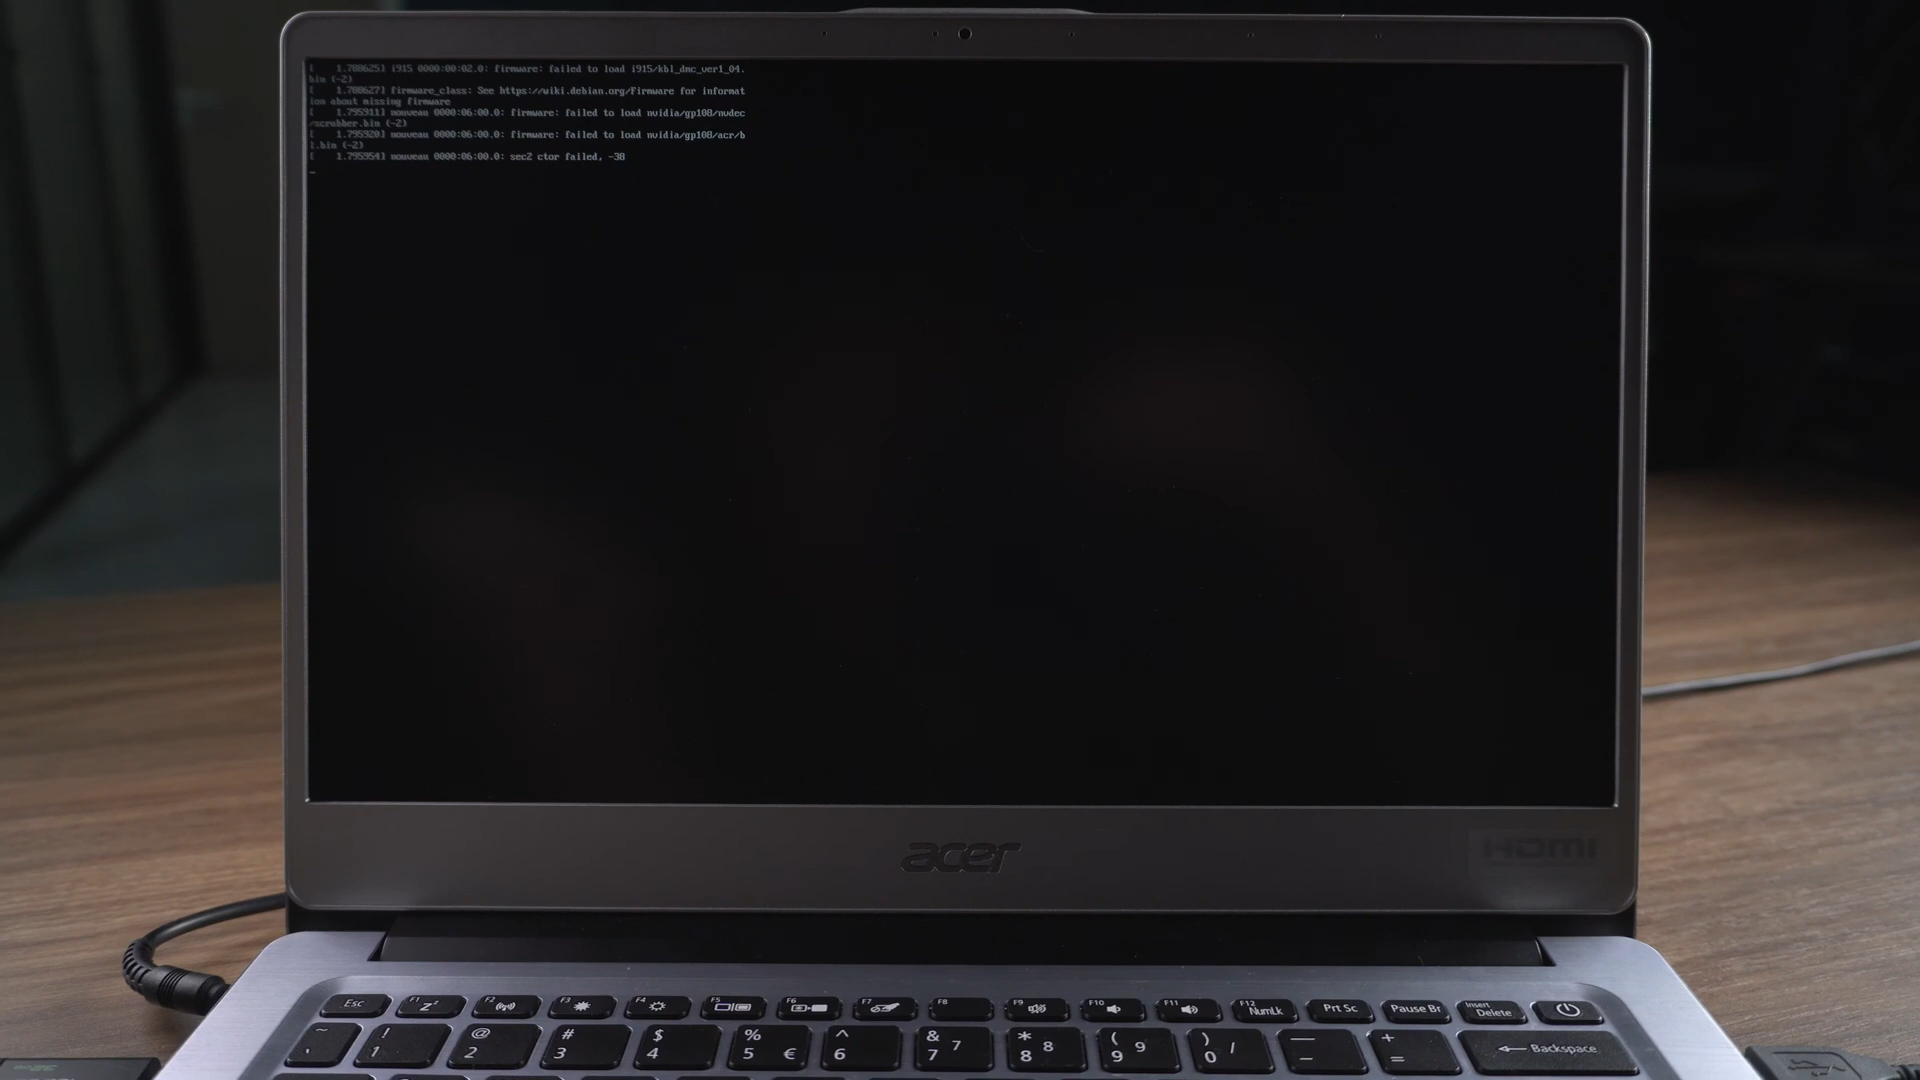 [    1.788625] i915 0000:00:02.0: firmware: failed to load i915/kbl_dmc_ver1_04.
bin (-2)
[    1.788627] firmware_class: See https://wiki.debian.org/Firmware for informat
ion about missing firmware
[    1.795911] nouveau 0000:06:00.0: firmware: failed to load nvidia/gp108/nvdec
/scrubber.bin (-2)
[    1.795920] nouveau 0000:06:00.0: firmware: failed to load nvidia/gp108/acr/b
l.bin (-2)
[    1.795954] nouveau 0000:06:00.0: sec2 ctor failed, -38
_
acer
HDMI
Esc F1 Zz F2 F3 F4 F5 F6 F7 F8 F9 F10 F11 F12 NumLk Prt Sc Pause Br Insert Delete
~ ` ! 1 @ 2 # 3 $ 4 % 5 € ^ 6 & 7 7 * 8 8 ( 9 9 ) 0 / _ - + = ← Backspace